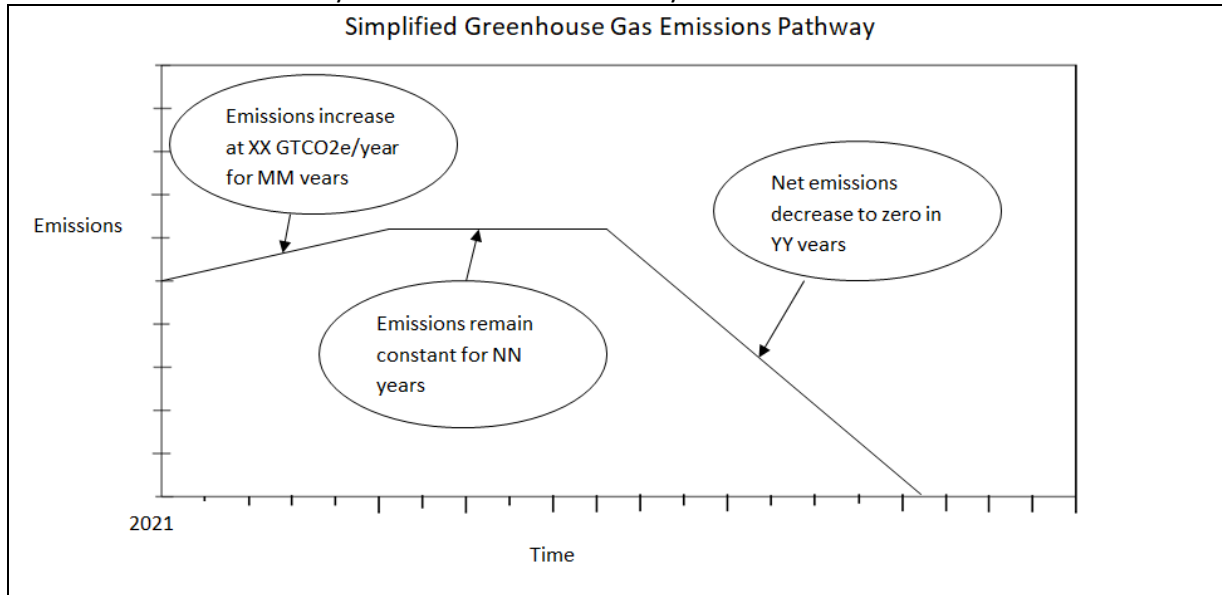 Simplified Greenhouse Gas Emissions Pathway
Emissions increase
at XX GTCO2e/year
for MM years
Net emissions
decrease to zero in
YY years
Emissions
Emissions remain
constant for NN
years
2021
Time